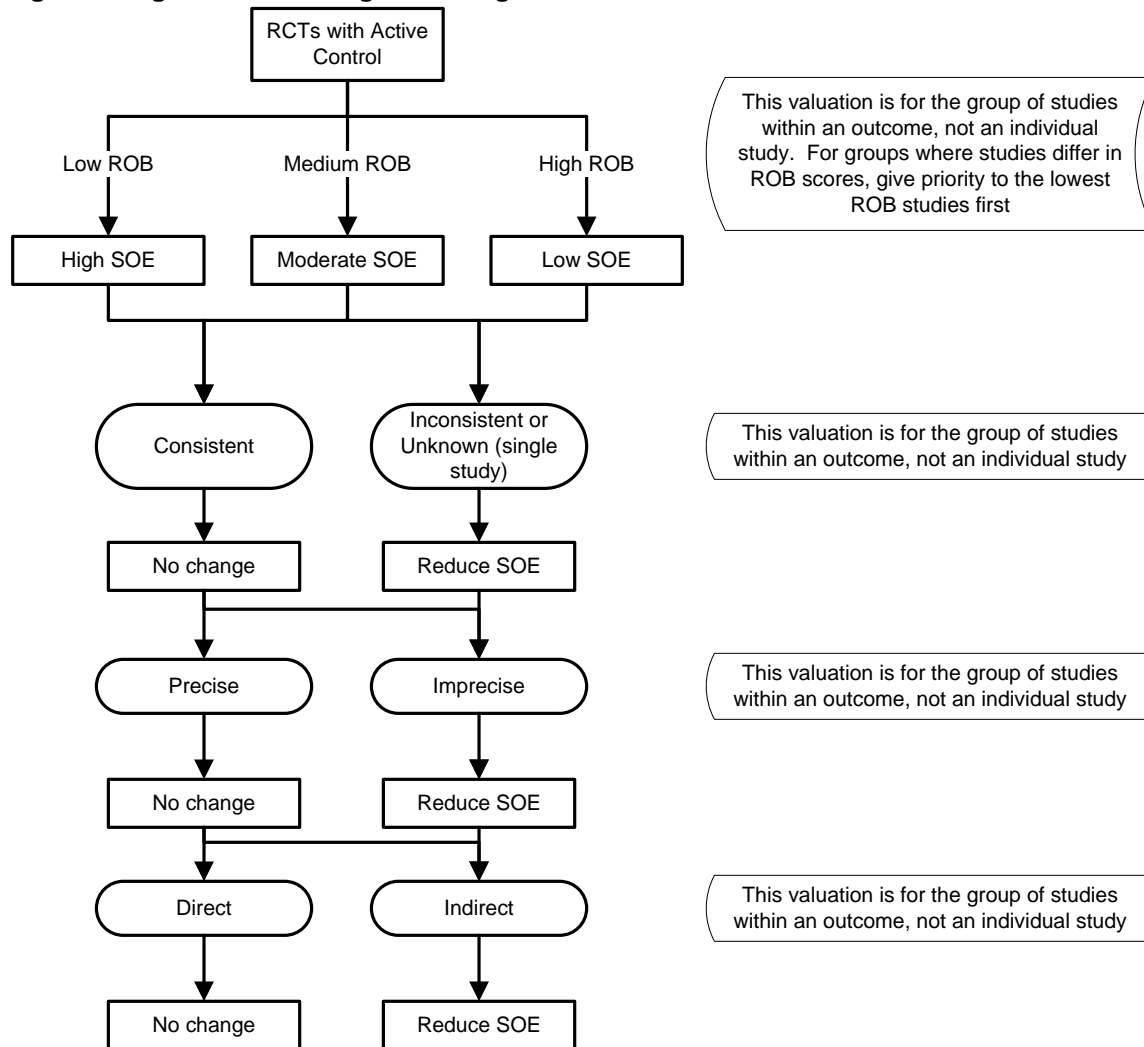 RCTs with Active
Control
This valuation is for the group of studies
within an outcome, not an individual
study.  For groups where studies differ in
ROB scores, give priority to the lowest
ROB studies first
Low ROB
Medium ROB
High ROB
High SOE
Moderate SOE
Low SOE
Consistent
Inconsistent or
Unknown (single
study)
This valuation is for the group of studies
within an outcome, not an individual study
No change
Reduce SOE
Precise
Imprecise
This valuation is for the group of studies
within an outcome, not an individual study
No change
Reduce SOE
Direct
Indirect
This valuation is for the group of studies
within an outcome, not an individual study
No change
Reduce SOE